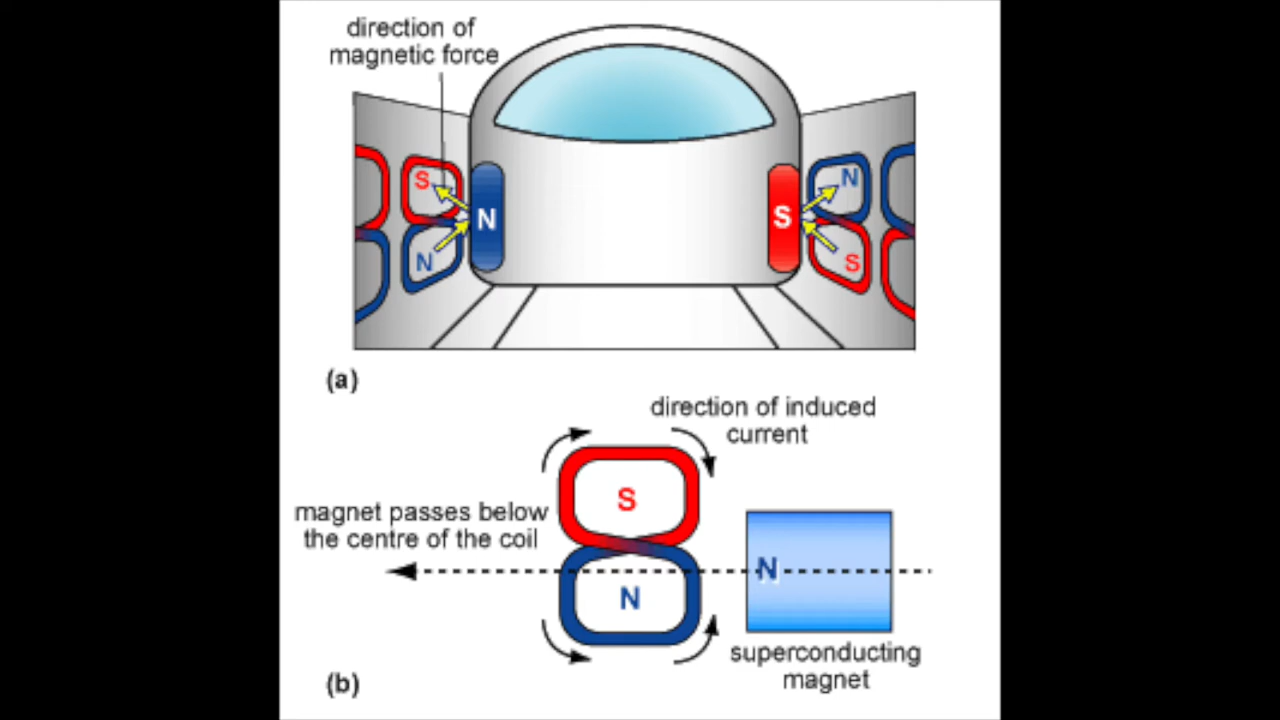 direction of
magnetic force
S
N
N
S
N
S
(a)
direction of induced
current
S
magnet passes below
the centre of the coil
N
N
superconducting
magnet
(b)